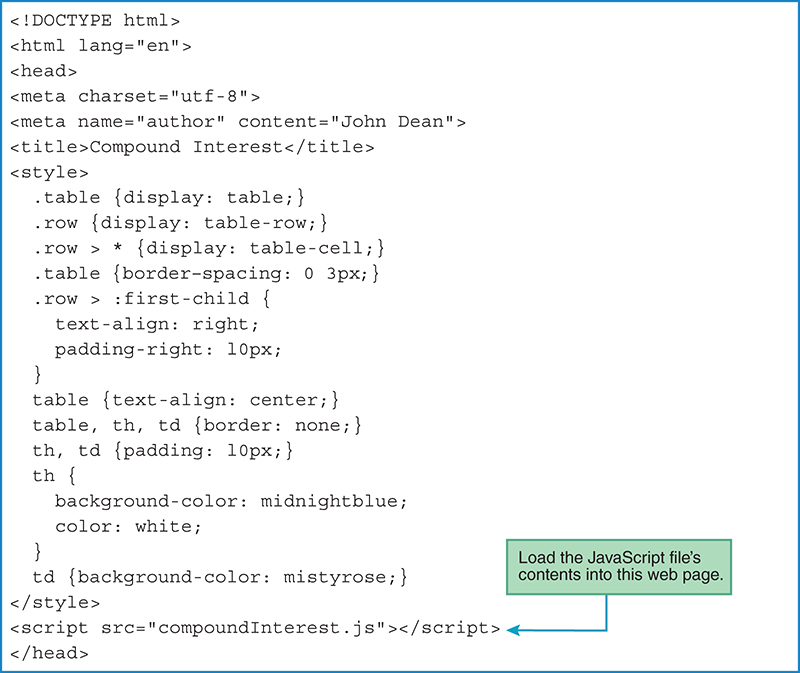 <!DOCTYPE html>
<html lang="en">
<head>
<meta charset="utf-8">
<meta name="author" content="John Dean">
<title>Compound Interest</title>
<style>
.table {display: table;}
.row {display: table-row;}
.row > * {display: table-cell;}
.table {border-spacing: 0 3px;}
.row > :first-child {
text-align: right;
padding-right: 10px;
}
table {text-align: center;}
table, th, td {border: none;}
th, td {padding: 10px;}
th {
background-color: midnightblue;
color: white;
}
td {background-color: mistyrose;}
</style>
<script src="compoundInterest.js"></script>
</head>
Load the JavaScript file's
contents into this web page.